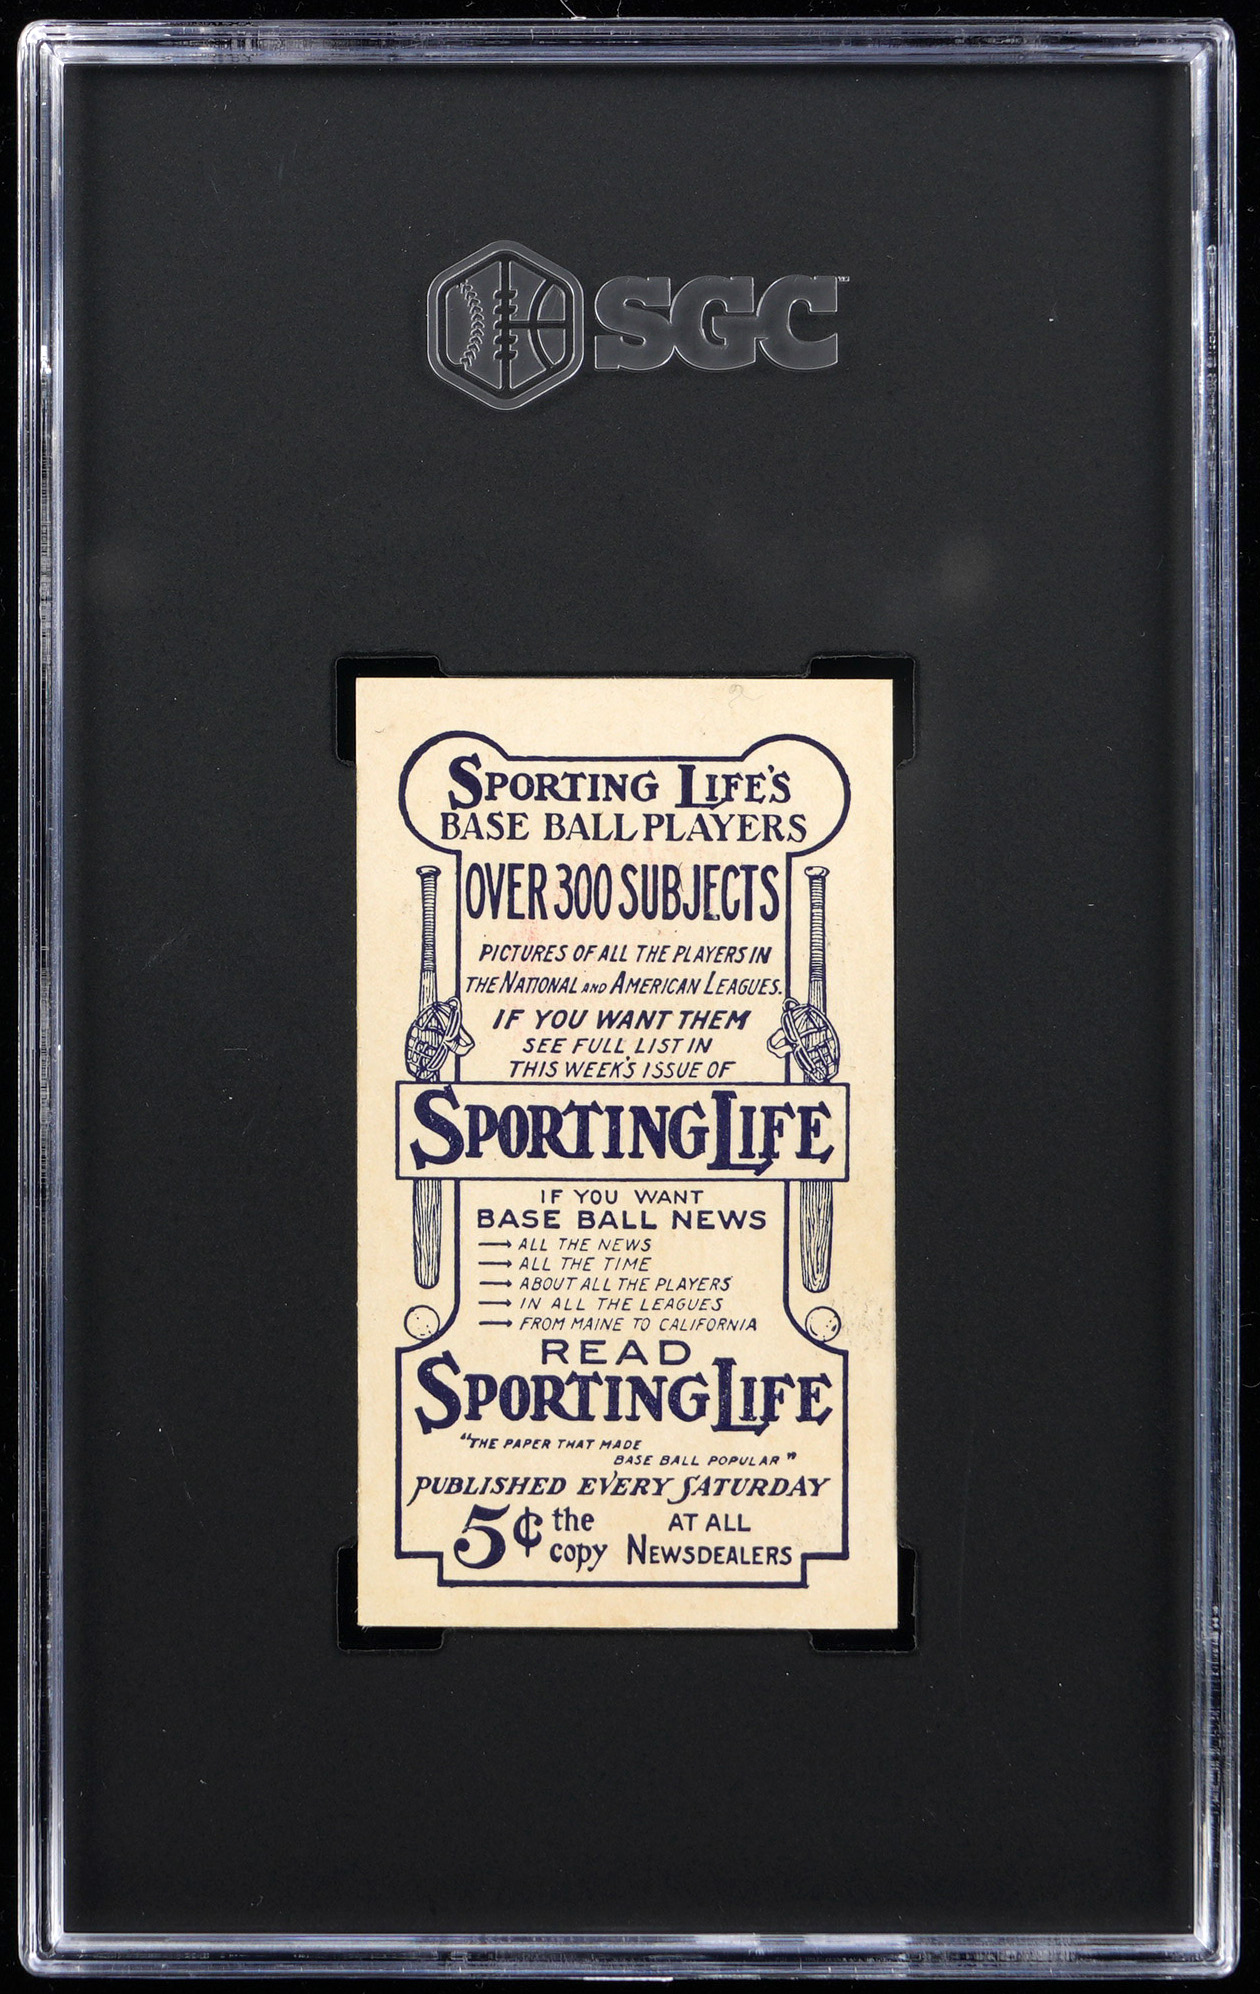 SGC
2
SPORTING LIFE'S
BASE BALL PLAYERS
OVER 300 SUBJECTS
PICTURES OF ALL THE PLAYERS IN
THE NATIONAL AND AMERICAN LEAGUES.
IF YOU WANT THEM
SEE FULL LIST IN
THIS WEEK'S ISSUE OF
SPORTING LIFE
IF YOU WANT
BASE BALL NEWS
→ ALL THE NEWS
→ ALL THE TIME
→ ABOUT ALL THE PLAYERS
→ IN ALL THE LEAGUES
→ FROM MAINE TO CALIFORNIA
READ
SPORTING LIFE
"THE PAPER THAT MADE
BASE BALL POPULAR"
PUBLISHED EVERY SATURDAY
5¢ the copy AT ALL NEWSDEALERS